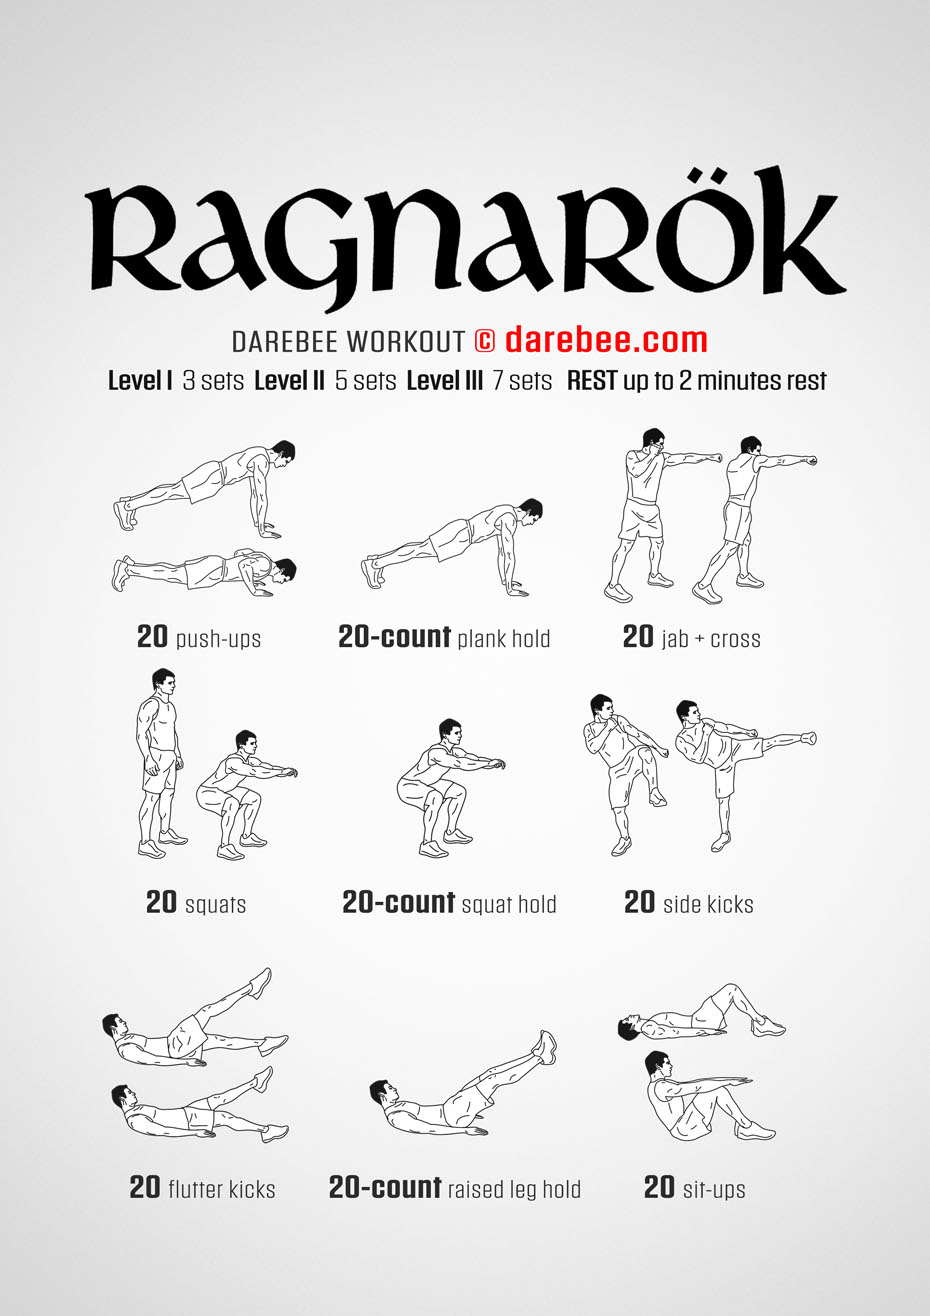 RAGNARÖK
DAREBEE WORKOUT © darebee.com
Level I 3 sets Level II 5 sets Level III 7 sets REST up to 2 minutes rest
20 push-ups
20-count plank hold
20 jab + cross
20 squats
20-count squat hold
20 side kicks
20 flutter kicks
20-count raised leg hold
20 sit-ups